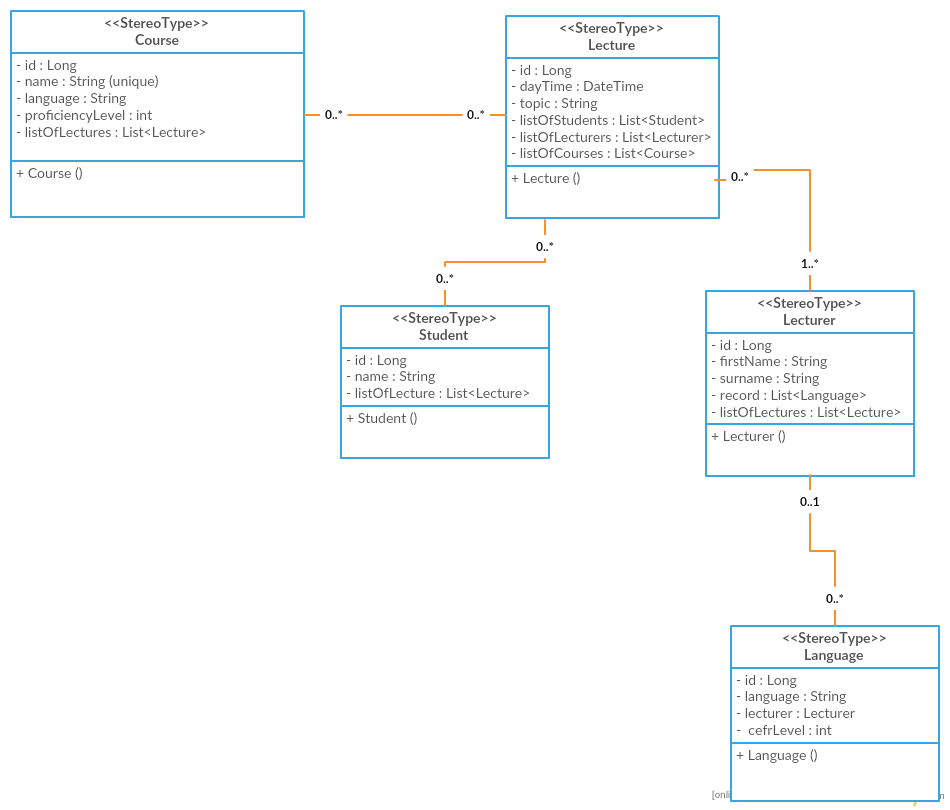 <<StereoType>>
Course
- id : Long
- name : String (unique)
- language : String
- proficiencyLevel : int
- listOfLectures : List<Lecture>
+ Course ()
<<StereoType>>
Lecture
- id : Long
- dayTime : DateTime
- topic : String
- listOfStudents : List<Student>
- listOfLecturers : List<Lecturer>
- listOfCourses : List<Course>
+ Lecture ()
0..*
0..*
0..*
1..*
0..*
0..*
<<StereoType>>
Student
- id : Long
- name : String
- listOfLecture : List<Lecture>
+ Student ()
<<StereoType>>
Lecturer
- id : Long
- firstName : String
- surname : String
- record : List<Language>
- listOfLectures : List<Lecture>
+ Lecturer ()
0..1
0..*
<<StereoType>>
Language
- id : Long
- language : String
- lecturer : Lecturer
- cefrLevel : int
+ Language ()